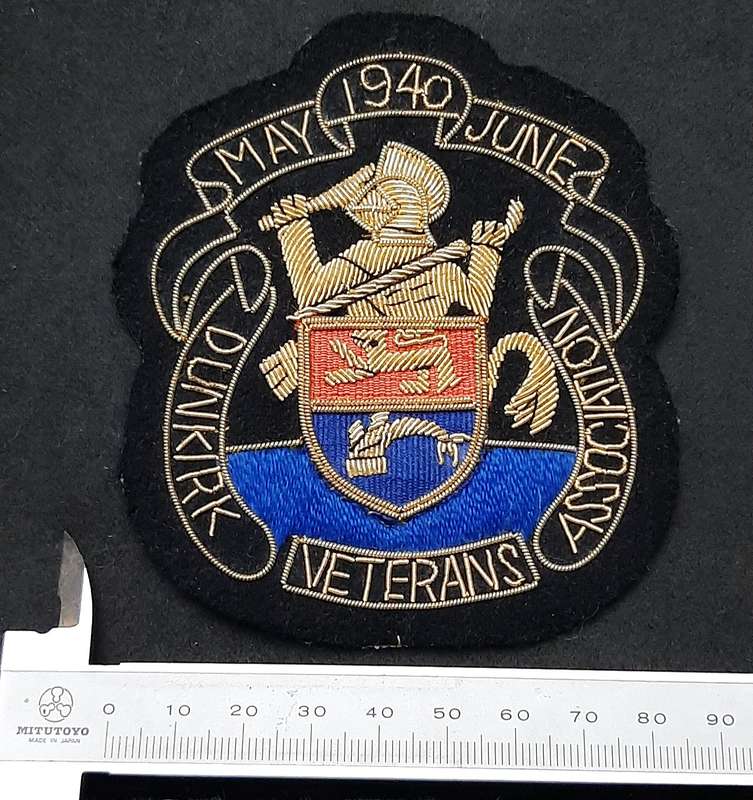 MAY 1940 JUNE
DUNKIRK
VETERANS
ASSOCIATION
0 10 20 30 40 50 60 70 80 90
MITUTOYO
MADE IN JAPAN